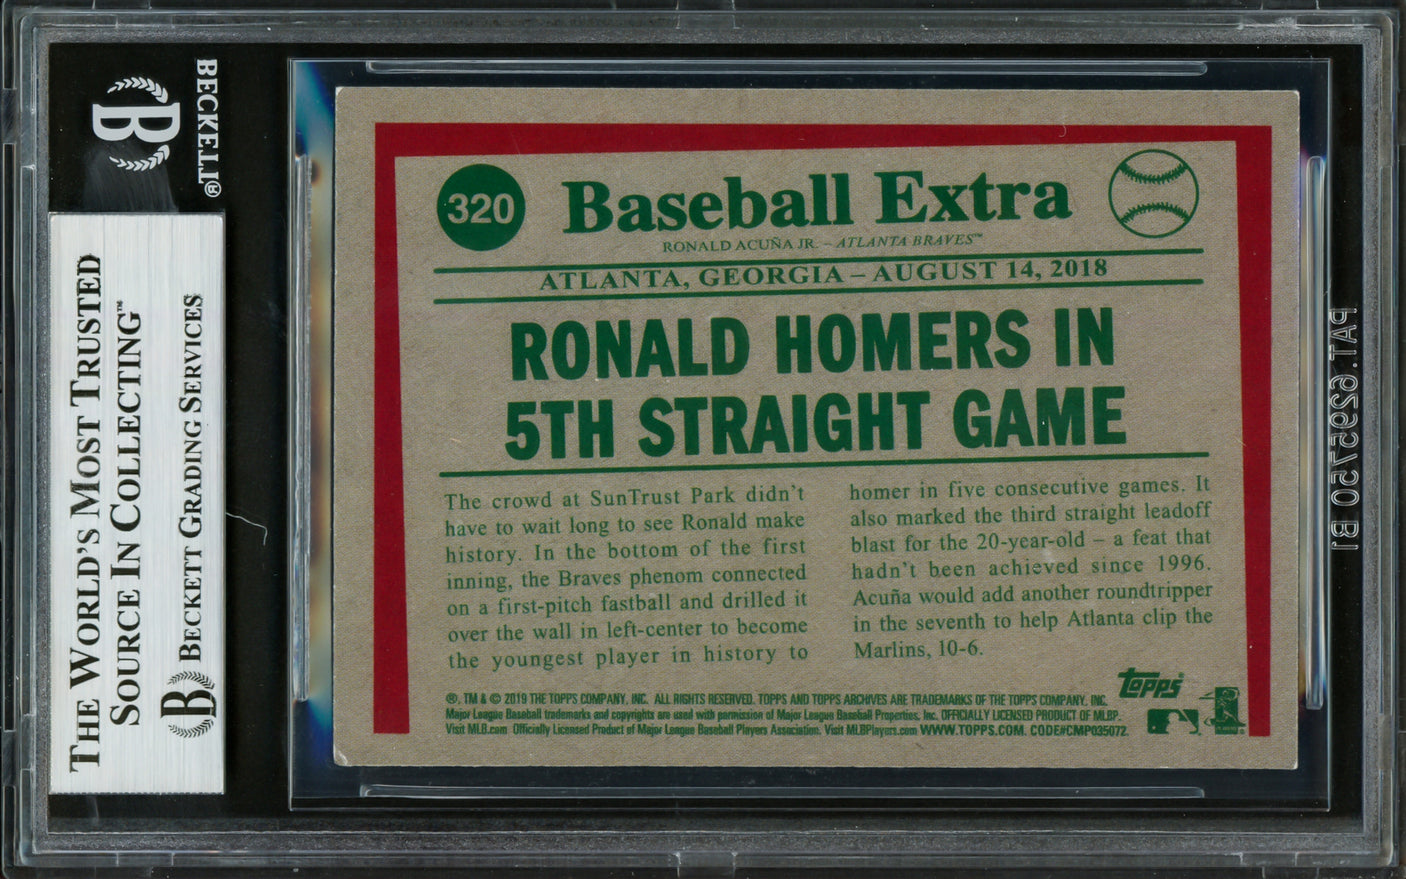 BECKETT®
B
THE WORLD'S MOST TRUSTED
SOURCE IN COLLECTING™
B BECKETT GRADING SERVICES
320
Baseball Extra
RONALD ACUÑA JR. – ATLANTA BRAVES™
ATLANTA, GEORGIA – AUGUST 14, 2018
RONALD HOMERS IN
5TH STRAIGHT GAME
The crowd at SunTrust Park didn't
have to wait long to see Ronald make
history. In the bottom of the first
inning, the Braves phenom connected
on a first-pitch fastball and drilled it
over the wall in left-center to become
the youngest player in history to
homer in five consecutive games. It
also marked the third straight leadoff
blast for the 20-year-old – a feat that
hadn't been achieved since 1996.
Acuña would add another roundtripper
in the seventh to help Atlanta clip the
Marlins, 10-6.
topps
®, TM & © 2019 THE TOPPS COMPANY, INC. ALL RIGHTS RESERVED. TOPPS AND TOPPS ARCHIVES ARE TRADEMARKS OF THE TOPPS COMPANY, INC.
Major League Baseball trademarks and copyrights are used with permission of Major League Baseball Properties, Inc. OFFICIALLY LICENSED PRODUCT OF MLBP.
Visit MLB.com Officially Licensed Product of Major League Baseball Players Association. Visit MLBPlayers.com WWW.TOPPS.COM. CODE#CMP035072.
PAT.6295750 B1